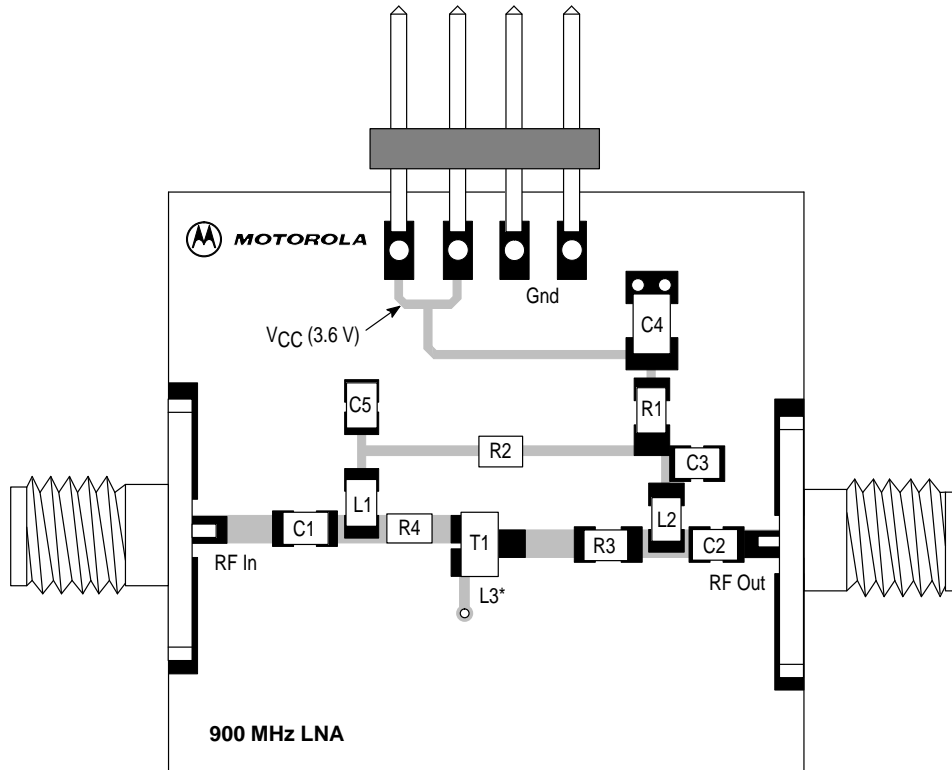 MOTOROLA
Gnd
VCC (3.6 V)
C4
C5
R1
R2
C3
L1
L2
C1
R4
T1
R3
C2
RF In
L3*
RF Out
900 MHz LNA